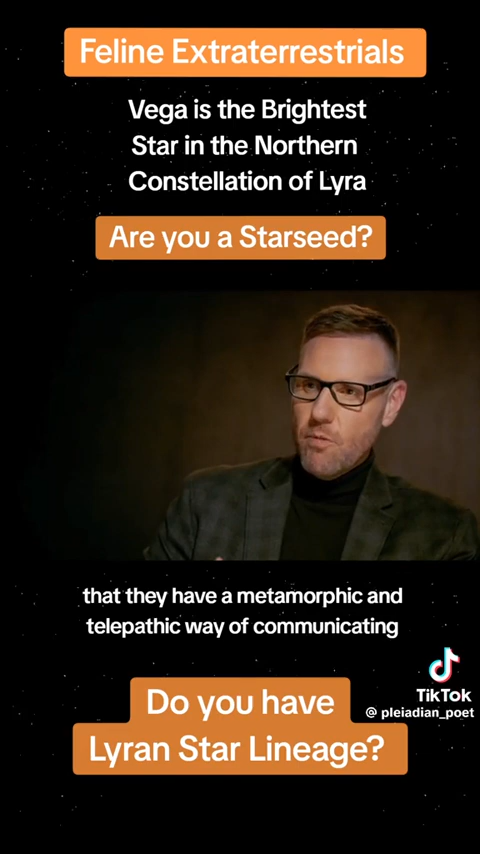 Feline Extraterrestrials
Vega is the Brightest
Star in the Northern
Constellation of Lyra
Are you a Starseed?
that they have a metamorphic and
telepathic way of communicating
TikTok
@ pleiadian_poet
Do you have
Lyran Star Lineage?